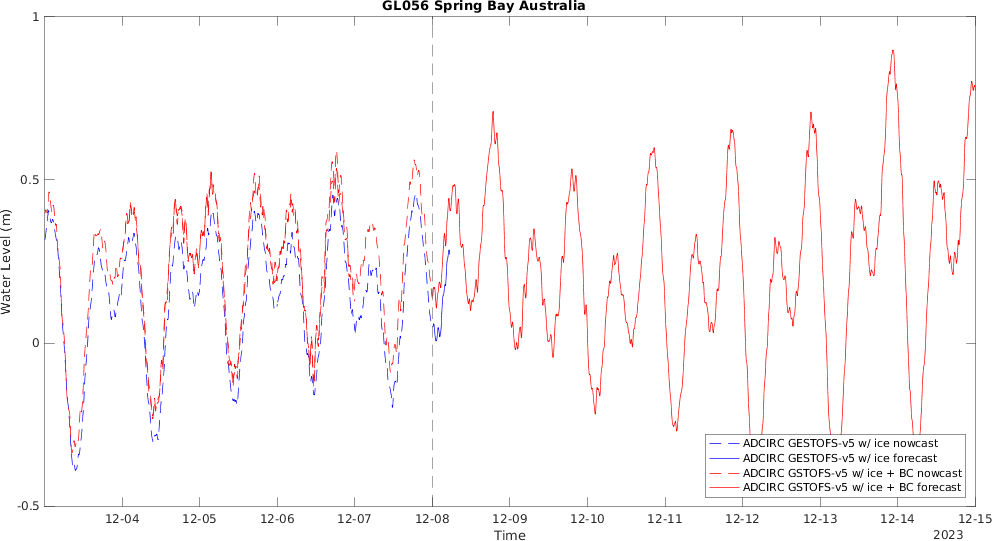 GL056 Spring Bay Australia
Water Level (m)
1
0.5
0
-0.5
12-04 12-05 12-06 12-07 12-08 12-09 12-10 12-11 12-12 12-13 12-14 12-15
Time
2023
ADCIRC GESTOFS-v5 w/ ice nowcast
ADCIRC GESTOFS-v5 w/ ice forecast
ADCIRC GSTOFS-v5 w/ ice + BC nowcast
ADCIRC GSTOFS-v5 w/ ice + BC forecast